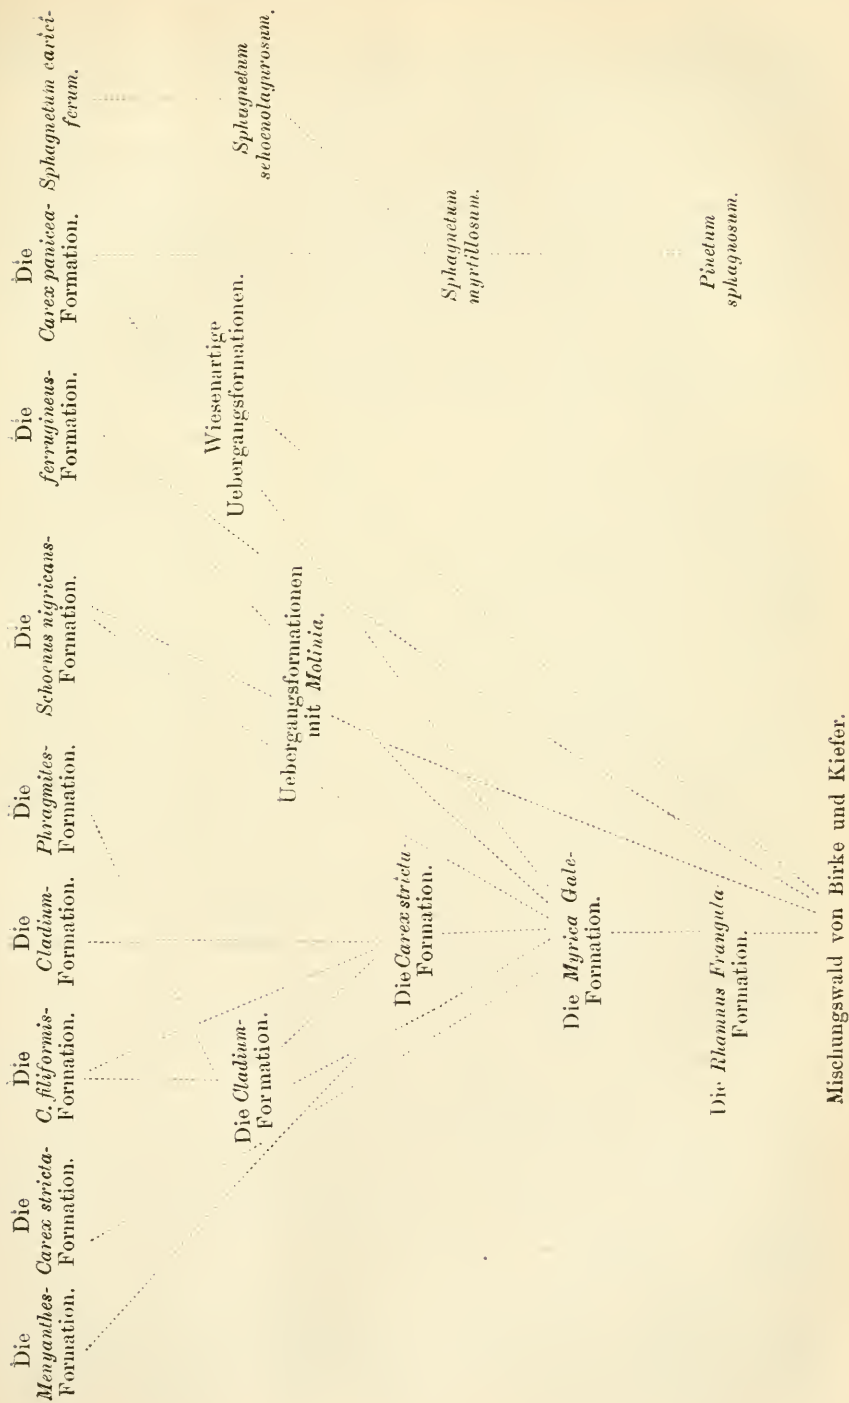 Die
Menyanthes-
Formation.
Die
Carex stricta-
Formation.
Die
C. filiformis-
Formation.
Die
Cladium-
Formation.
Die
Phragmites-
Formation.
Die
Schoenus nigricans-
Formation.
Die
ferrugineus-
Formation.
Die
Carex panicea-
Formation.
Sphagnetum carici-
ferum.
Die Cladium-
Formation.
Wiesenartige
Uebergangsformationen.
Sphagnetum
schoenolagurosum.
Uebergangsformationen
mit Molinia.
Die Carex stricta-
Formation.
Sphagnetum
myrtillosum.
Die Myrica Gale-
Formation.
Die Rhamnus Frangula
Formation.
Pinetum
sphagnosum.
Mischungswald von Birke und Kiefer.